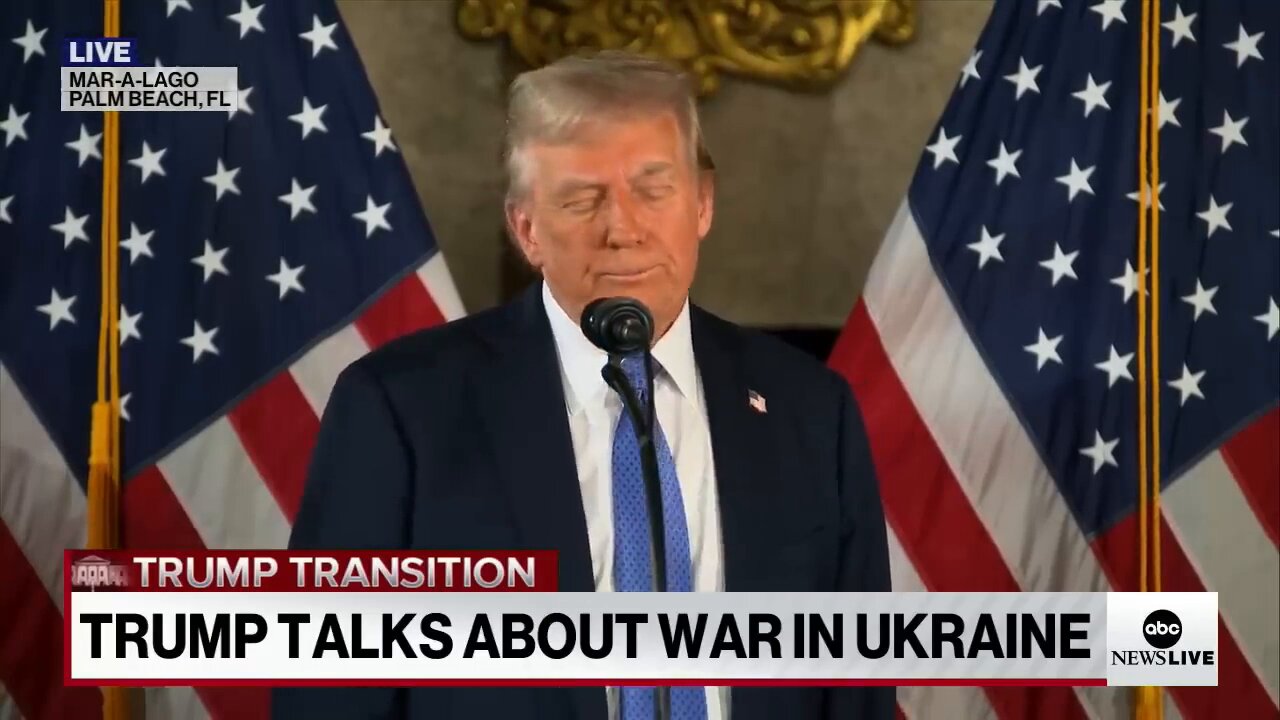 LIVE
MAR-A-LAGO
PALM BEACH, FL
TRUMP TRANSITION
TRUMP TALKS ABOUT WAR IN UKRAINE
abc
NEWS LIVE